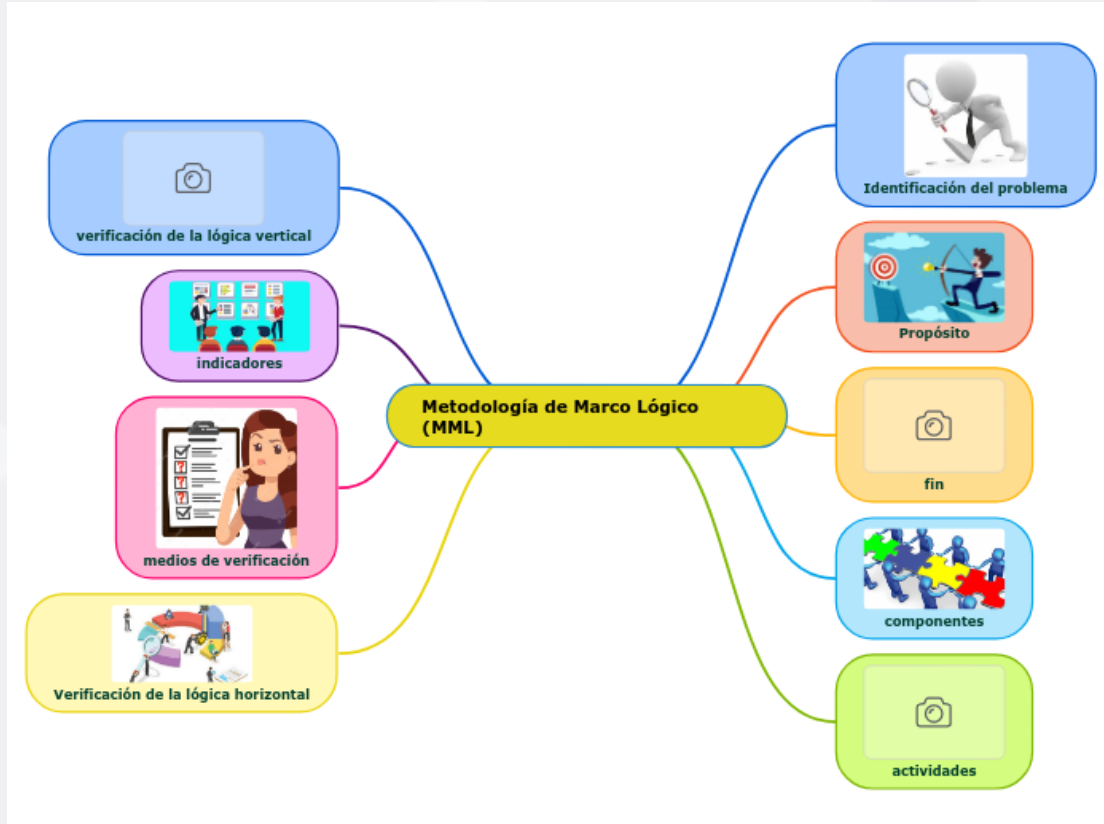 Metodología de Marco Lógico
(MML)
Identificación del problema
Propósito
fin
componentes
actividades
verificación de la lógica vertical
indicadores
medios de verificación
Verificación de la lógica horizontal